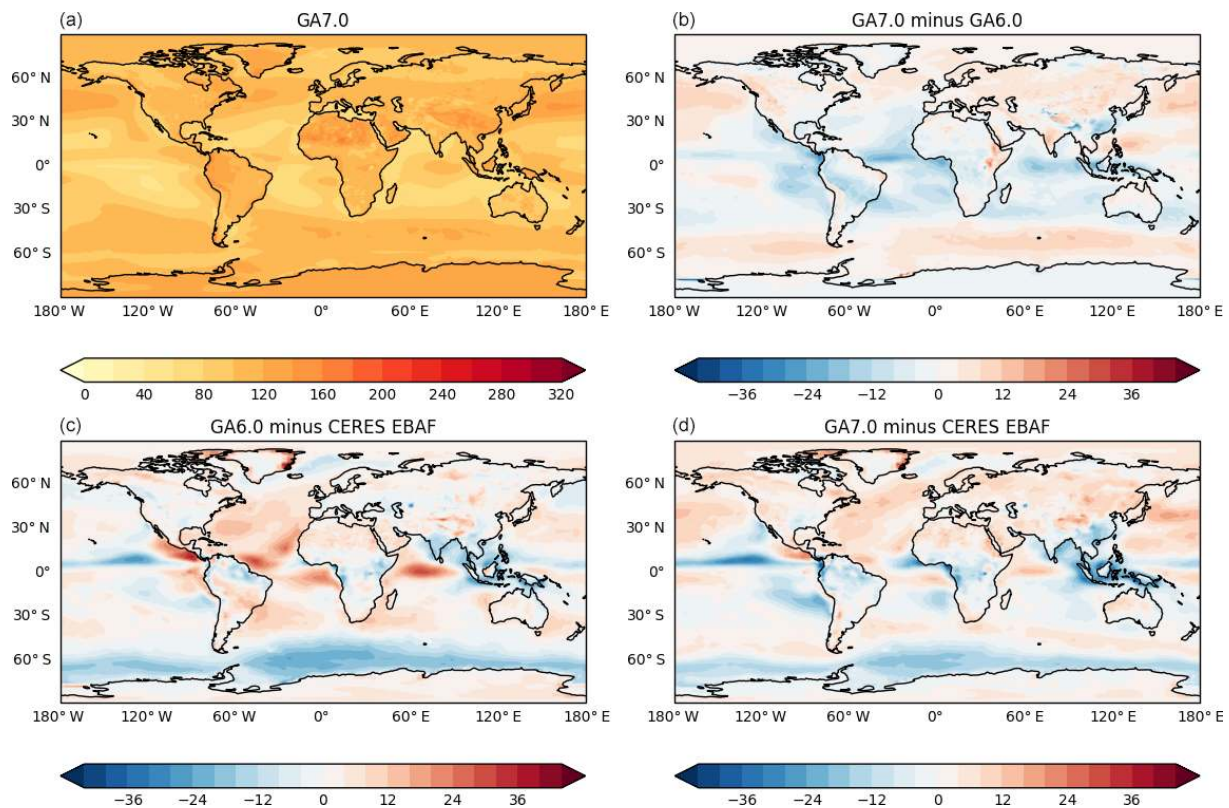 (a) GA7.0
(b) GA7.0 minus GA6.0
60° N
30° N
0°
30° S
60° S
180° W 120° W 60° W 0° 60° E 120° E 180° E
60° N
30° N
0°
30° S
60° S
180° W 120° W 60° W 0° 60° E 120° E 180° E
0 40 80 120 160 200 240 280 320
−36 −24 −12 0 12 24 36
(c) GA6.0 minus CERES EBAF
(d) GA7.0 minus CERES EBAF
60° N
30° N
0°
30° S
60° S
180° W 120° W 60° W 0° 60° E 120° E 180° E
60° N
30° N
0°
30° S
60° S
180° W 120° W 60° W 0° 60° E 120° E 180° E
−36 −24 −12 0 12 24 36
−36 −24 −12 0 12 24 36